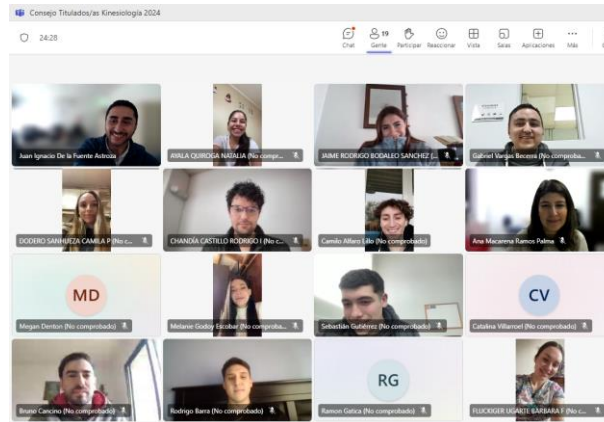 Consejo Titulados/as Kinesiología 2024
24:28
19
Chat Gente Participar Reaccionar Vista Salas Aplicaciones Más
Juan Ignacio De la Fuente Astroza
AYALA QUIROGA NATALIA (No compr...
JAIME RODRIGO BODALEO SANCHEZ (...
Gabriel Vargas Becerra (No comproba...
DODERO SANHUEZA CAMILA P (No c...
CHANDÍA CASTILLO RODRIGO I (No c...
Camilo Alfaro Lillo (No comprobado)
Ana Macarena Ramos Palma
MD
Megan Denton (No comprobado)
Melanie Godoy Escobar (No comproba...
Sebastián Gutiérrez (No comprobado)
CV
Catalina Villarroel (No comprobado)
Bruno Cancino (No comprobado)
Rodrigo Barra (No comprobado)
RG
Ramon Gatica (No comprobado)
FLUCKIGER UGARTE BARBARA F (No c...